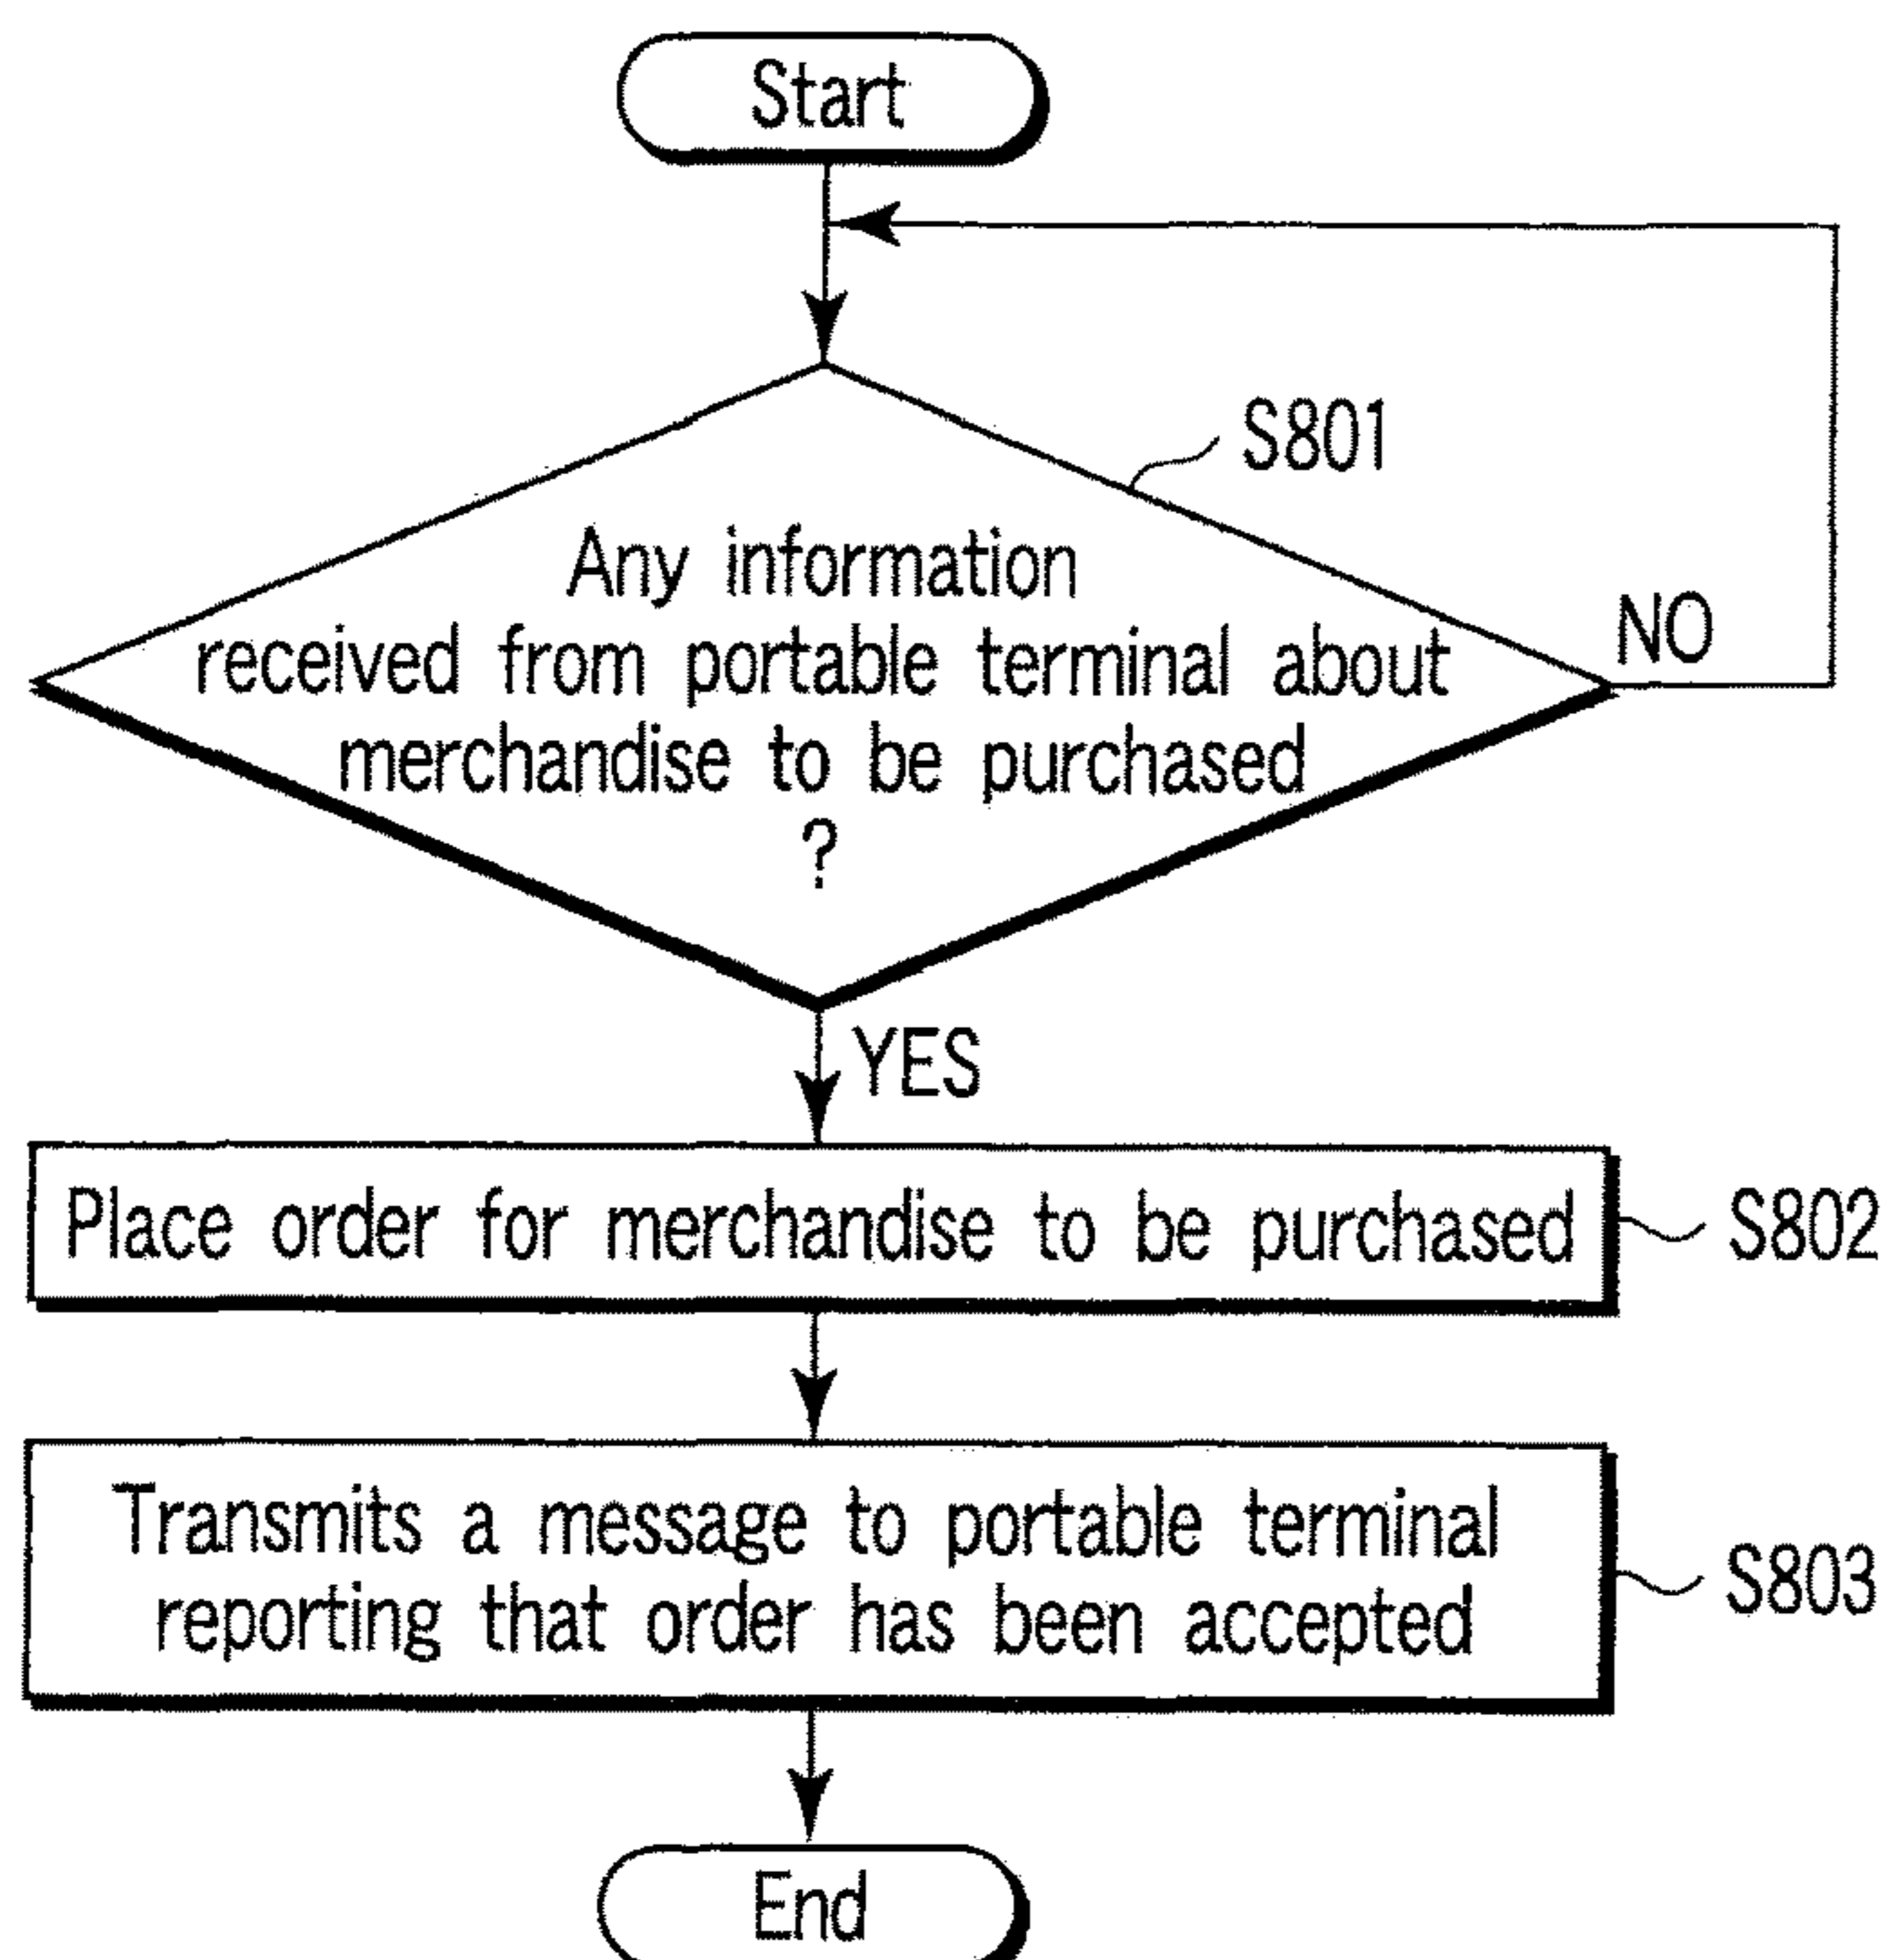 Start
S801
Any information
received from portable terminal about
merchandise to be purchased
?
NO
YES
Place order for merchandise to be purchased
S802
Transmits a message to portable terminal
reporting that order has been accepted
S803
End